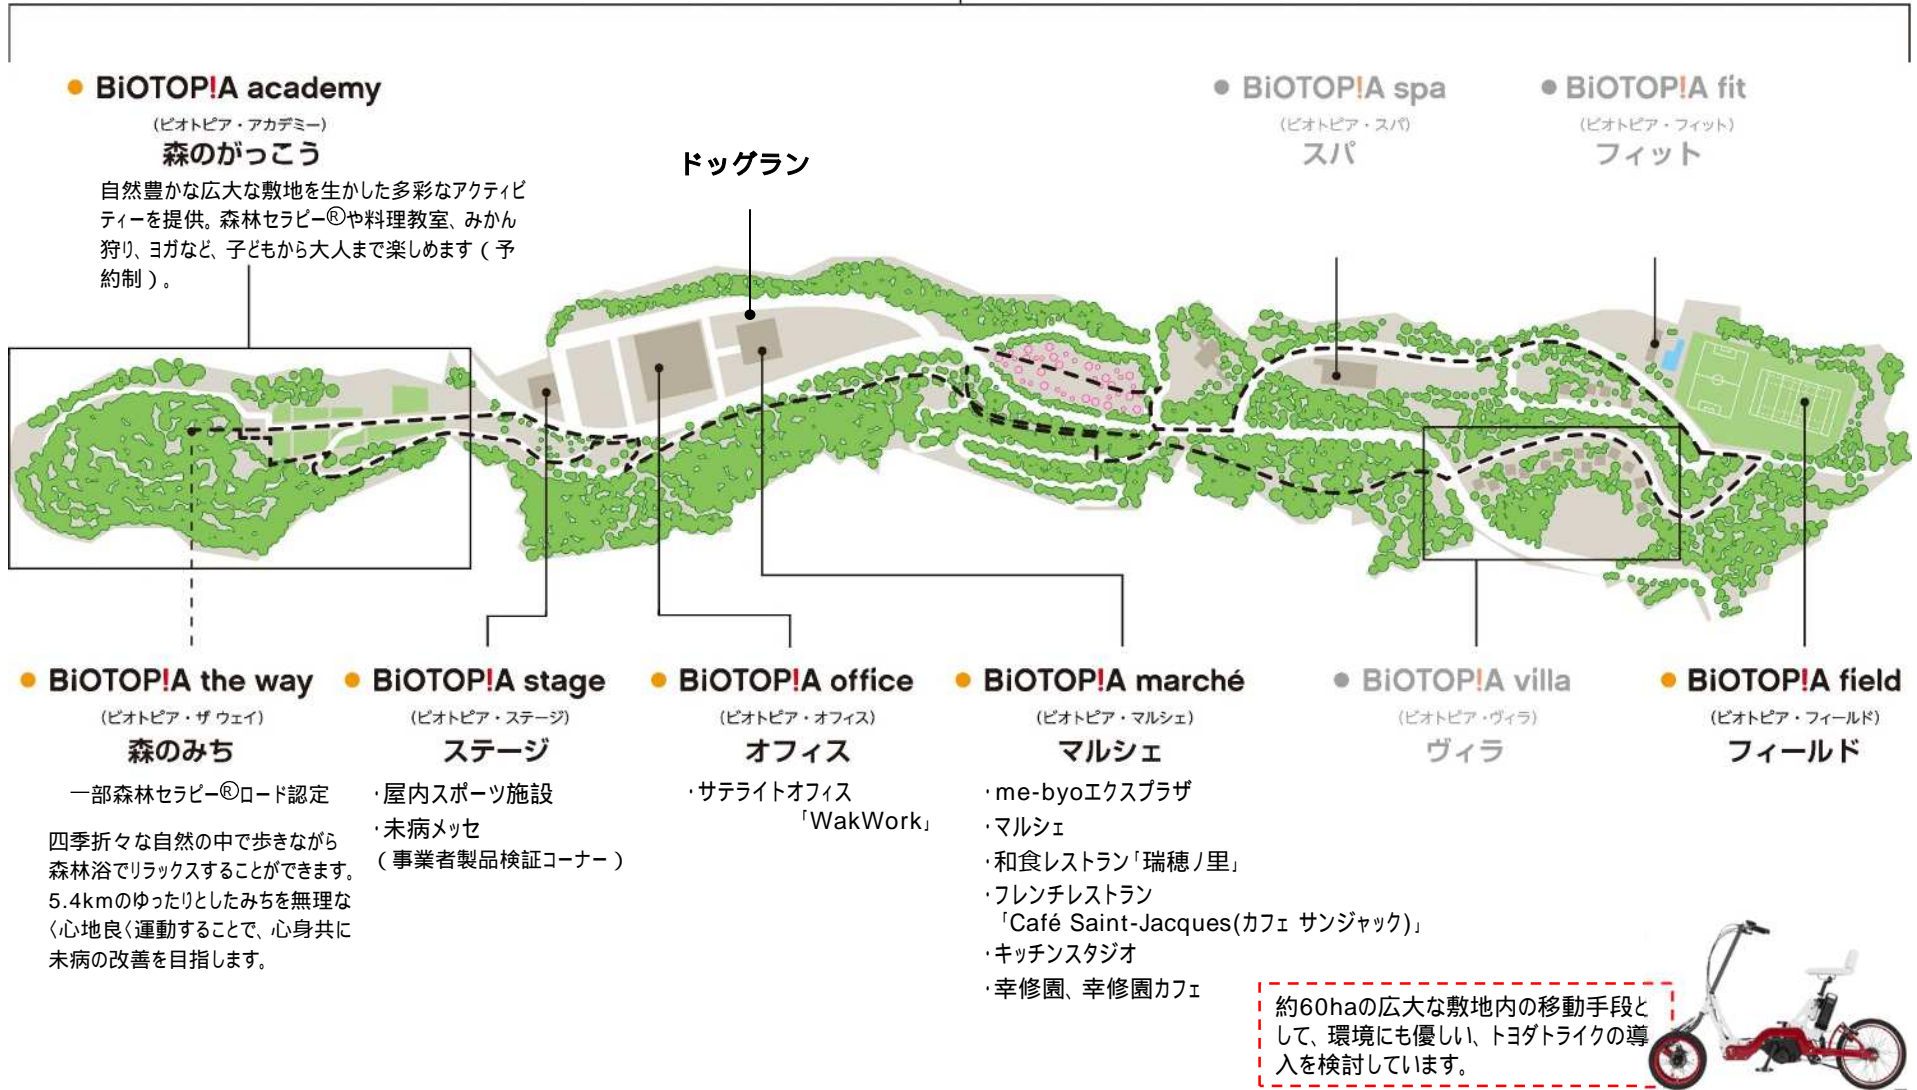 BiOTOP!A academy
(ビオトピア・アカデミー)
森のがっこう
自然豊かな広大な敷地を生かした多彩なアクティビ
ティーを提供。森林セラピー®や料理教室、みかん
狩り、ヨガなど、子どもから大人まで楽しめます（予
約制）。
ドッグラン
BiOTOP!A spa
(ビオトピア・スパ)
スパ
BiOTOP!A fit
(ビオトピア・フィット)
フィット
BiOTOP!A the way
(ビオトピア・ザ ウェイ)
森のみち
一部森林セラピー®ロード認定
四季折々な自然の中で歩きながら
森林浴でリラックスすることができます。
5.4kmのゆったりとしたみちを無理な
く心地良く運動することで、心身共に
未病の改善を目指します。
BiOTOP!A stage
(ビオトピア・ステージ)
ステージ
・屋内スポーツ施設
・未病メッセ
（事業者製品検証コーナー）
BiOTOP!A office
(ビオトピア・オフィス)
オフィス
・サテライトオフィス
「WakWork」
BiOTOP!A marché
(ビオトピア・マルシェ)
マルシェ
・me-byoエクスプラザ
・マルシェ
・和食レストラン「瑞穂ノ里」
・フレンチレストラン
「Café Saint-Jacques(カフェ サンジャック)」
・キッチンスタジオ
・幸修園、幸修園カフェ
BiOTOP!A villa
(ビオトピア・ヴィラ)
ヴィラ
BiOTOP!A field
(ビオトピア・フィールド)
フィールド
約60haの広大な敷地内の移動手段と
して、環境にも優しい、トヨダトライクの導
入を検討しています。